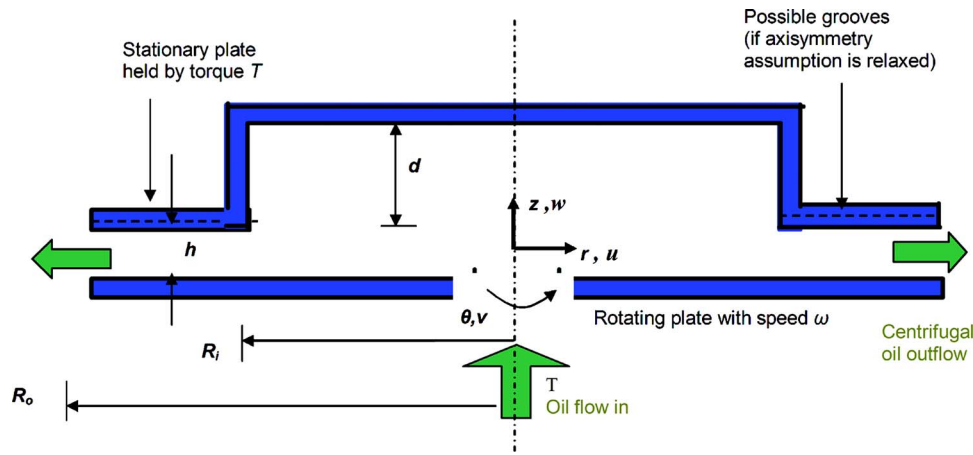 Possible grooves
(if axisymmetry
assumption is relaxed)
Stationary plate
held by torque T
d
z ,w
h
r , u
θ,v
Rotating plate with speed ω
Ri
Centrifugal
oil outflow
Ro
T
Oil flow in